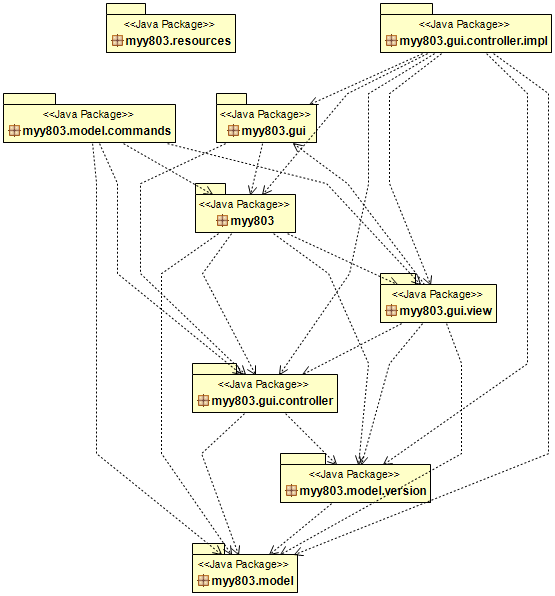 <<Java Package>>
myy803.resources
<<Java Package>>
myy803.gui.controller.impl
<<Java Package>>
myy803.model.commands
<<Java Package>>
myy803.gui
<<Java Package>>
myy803
<<Java Package>>
myy803.gui.view
<<Java Package>>
myy803.gui.controller
<<Java Package>>
myy803.model.version
<<Java Package>>
myy803.model